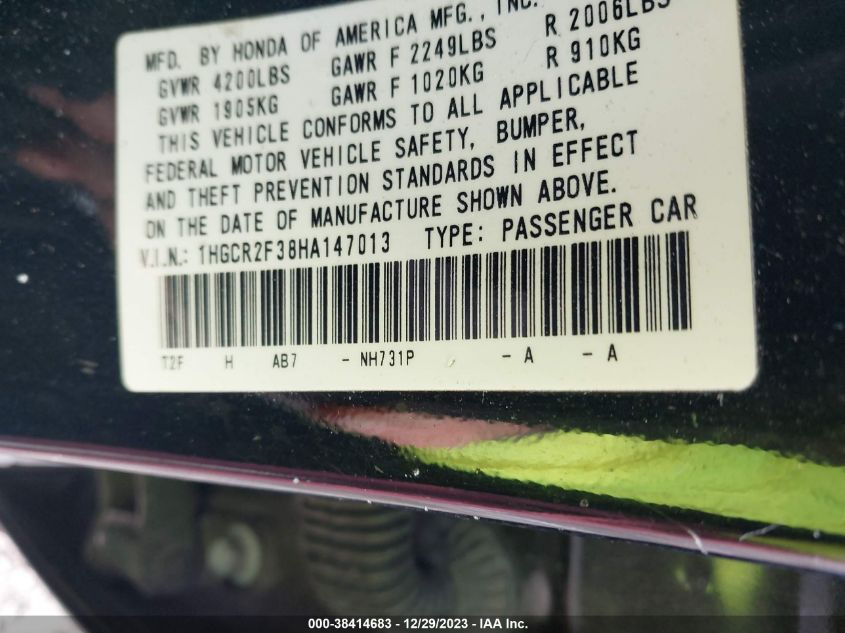 MFD. BY HONDA OF AMERICA MFG., INC.
GVWR 4200LBS GAWR F 2249LBS R 2006LBS
GVWR 1905KG GAWR F 1020KG R 910KG
THIS VEHICLE CONFORMS TO ALL APPLICABLE
FEDERAL MOTOR VEHICLE SAFETY, BUMPER,
AND THEFT PREVENTION STANDARDS IN EFFECT
ON THE DATE OF MANUFACTURE SHOWN ABOVE.
V.I.N.: 1HGCR2F38HA147013 TYPE: PASSENGER CAR
T2F H AB7 - NH731P - A - A
000-38414683 - 12/29/2023 - IAA Inc.